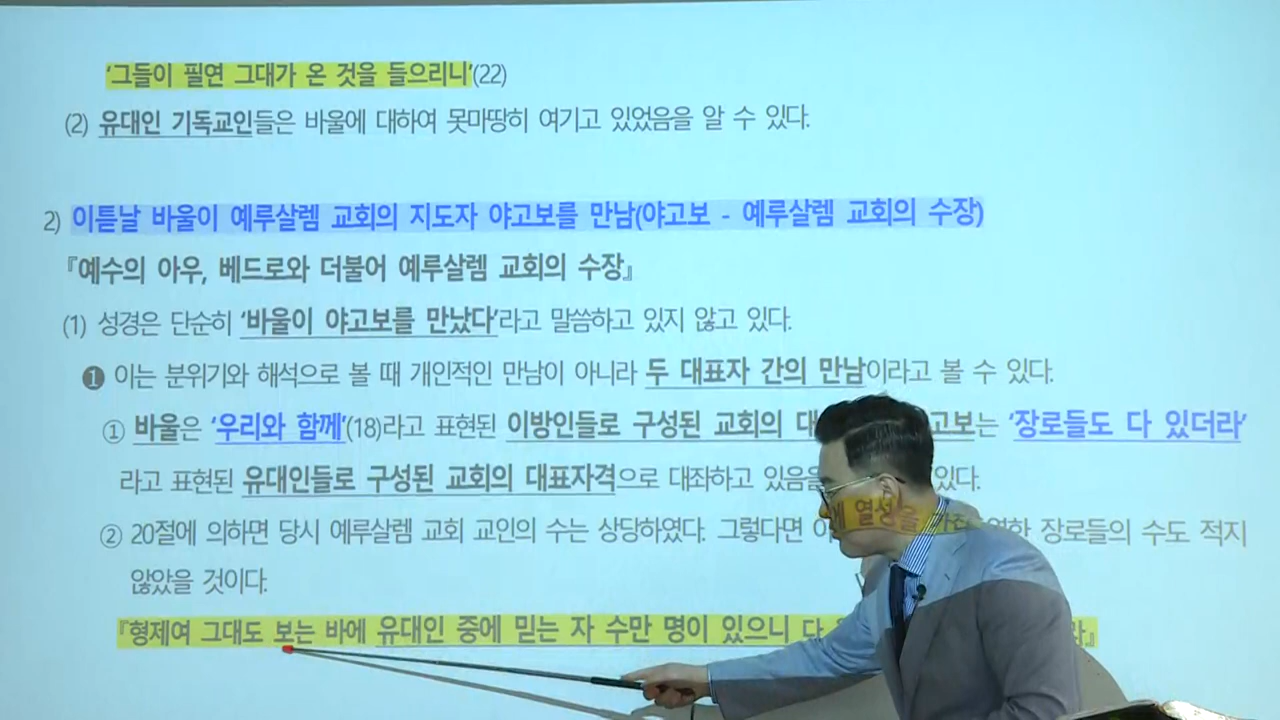 ‘그들이 필연 그대가 온 것을 들으리니’(22)
(2) 유대인 기독교인들은 바울에 대하여 못마땅히 여기고 있었음을 알 수 있다.
2) 이튿날 바울이 예루살렘 교회의 지도자 야고보를 만남(야고보 - 예루살렘 교회의 수장)
『예수의 아우, 베드로와 더불어 예루살렘 교회의 수장』
(1) 성경은 단순히 ‘바울이 야고보를 만났다’라고 말씀하고 있지 않고 있다.
❶ 이는 분위기와 해석으로 볼 때 개인적인 만남이 아니라 두 대표자 간의 만남이라고 볼 수 있다.
① 바울은 ‘우리와 함께’(18)라고 표현된 이방인들로 구성된 교회의 대 고보는 ‘장로들도 다 있더라’
라고 표현된 유대인들로 구성된 교회의 대표자격으로 대좌하고 있음을 있다.
② 20절에 의하면 당시 예루살렘 교회 교인의 수는 상당하였다. 그렇다면 장로들의 수도 적지
않았을 것이다.
『형제여 그대도 보는 바에 유대인 중에 믿는 자 수만 명이 있으니 다 열성을